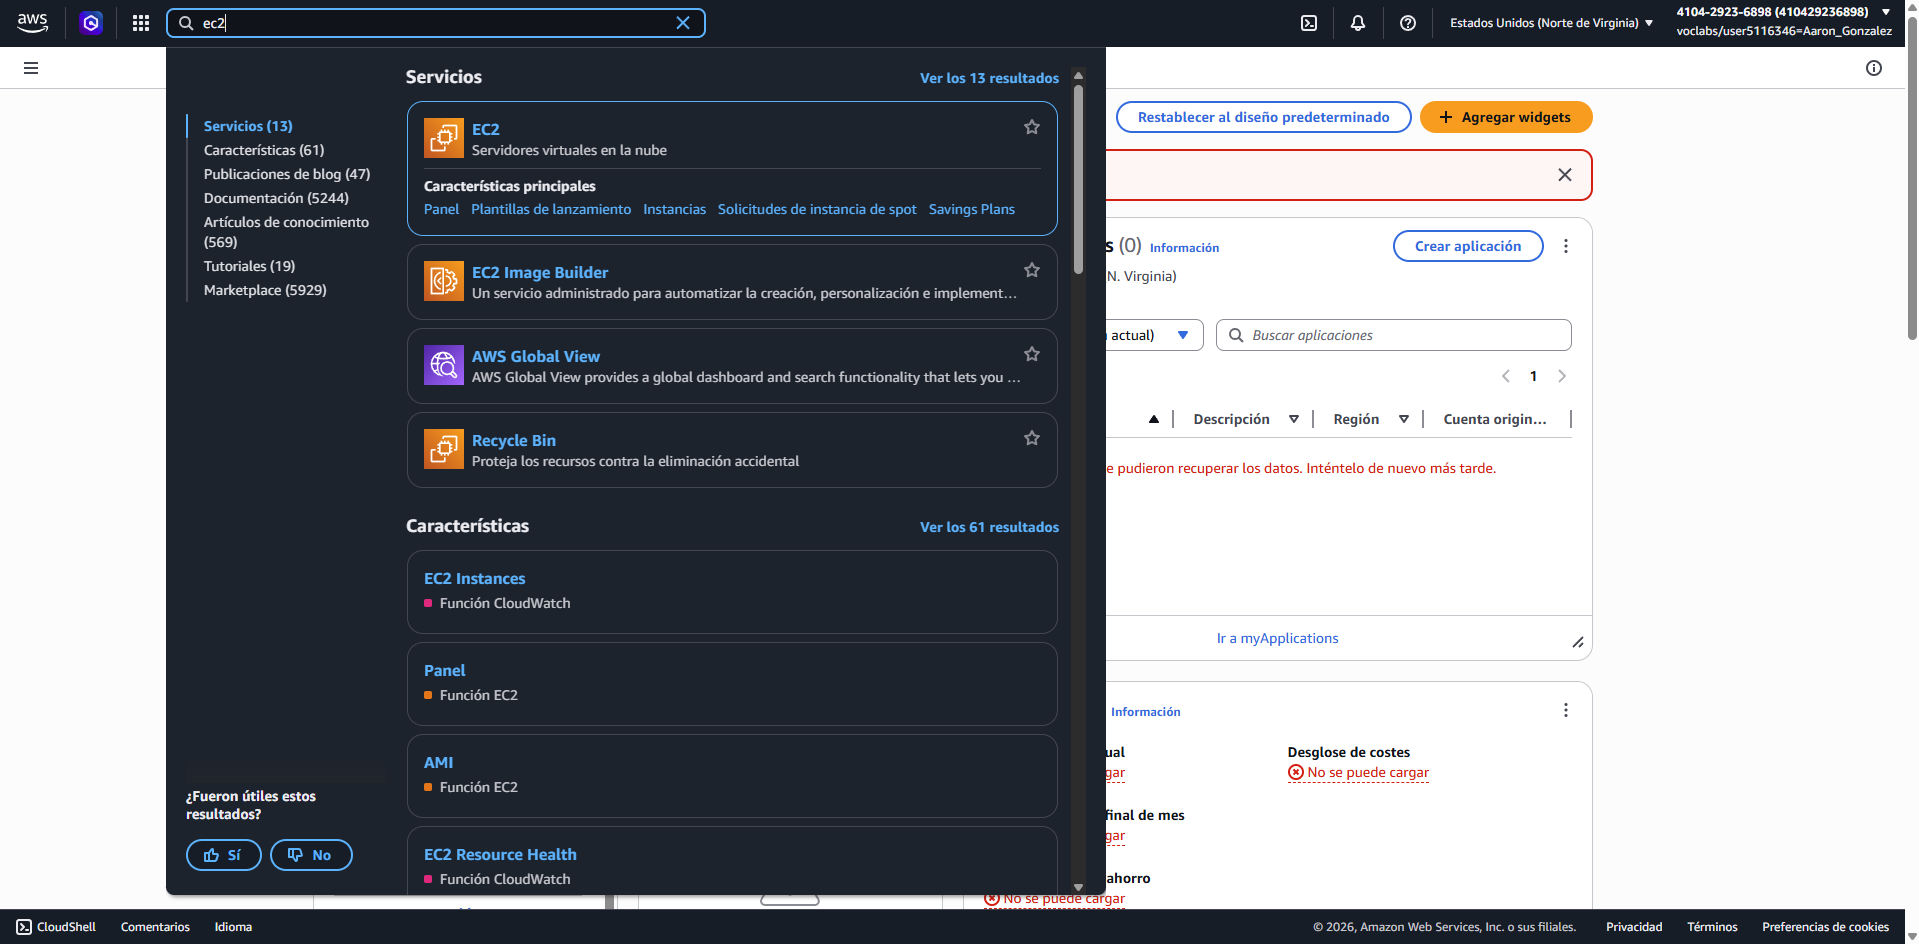 aws
ec2
Estados Unidos (Norte de Virginia)
4104-2923-6898 (410429236898)
voclabs/user5116346=Aaron_Gonzalez
Servicios (13)
Características (61)
Publicaciones de blog (47)
Documentación (5244)
Artículos de conocimiento
(569)
Tutoriales (19)
Marketplace (5929)
¿Fueron útiles estos
resultados?
Sí
No
Servicios
Ver los 13 resultados
EC2
Servidores virtuales en la nube
Características principales
Panel Plantillas de lanzamiento Instancias Solicitudes de instancia de spot Savings Plans
EC2 Image Builder
Un servicio administrado para automatizar la creación, personalización e implement...
AWS Global View
AWS Global View provides a global dashboard and search functionality that lets you ...
Recycle Bin
Proteja los recursos contra la eliminación accidental
Características
Ver los 61 resultados
EC2 Instances
Función CloudWatch
Panel
Función EC2
AMI
Función EC2
EC2 Resource Health
Función CloudWatch
Restablecer al diseño predeterminado
+ Agregar widgets
s (0) Información
Crear aplicación
N. Virginia)
actual)
Buscar aplicaciones
1
Descripción
Región
Cuenta origin...
e pudieron recuperar los datos. Inténtelo de nuevo más tarde.
Ir a myApplications
Información
ual
gar
Desglose de costes
No se puede cargar
final de mes
gar
ahorro
No se puede cargar
CloudShell
Comentarios
Idioma
© 2026, Amazon Web Services, Inc. o sus filiales.
Privacidad
Términos
Preferencias de cookies